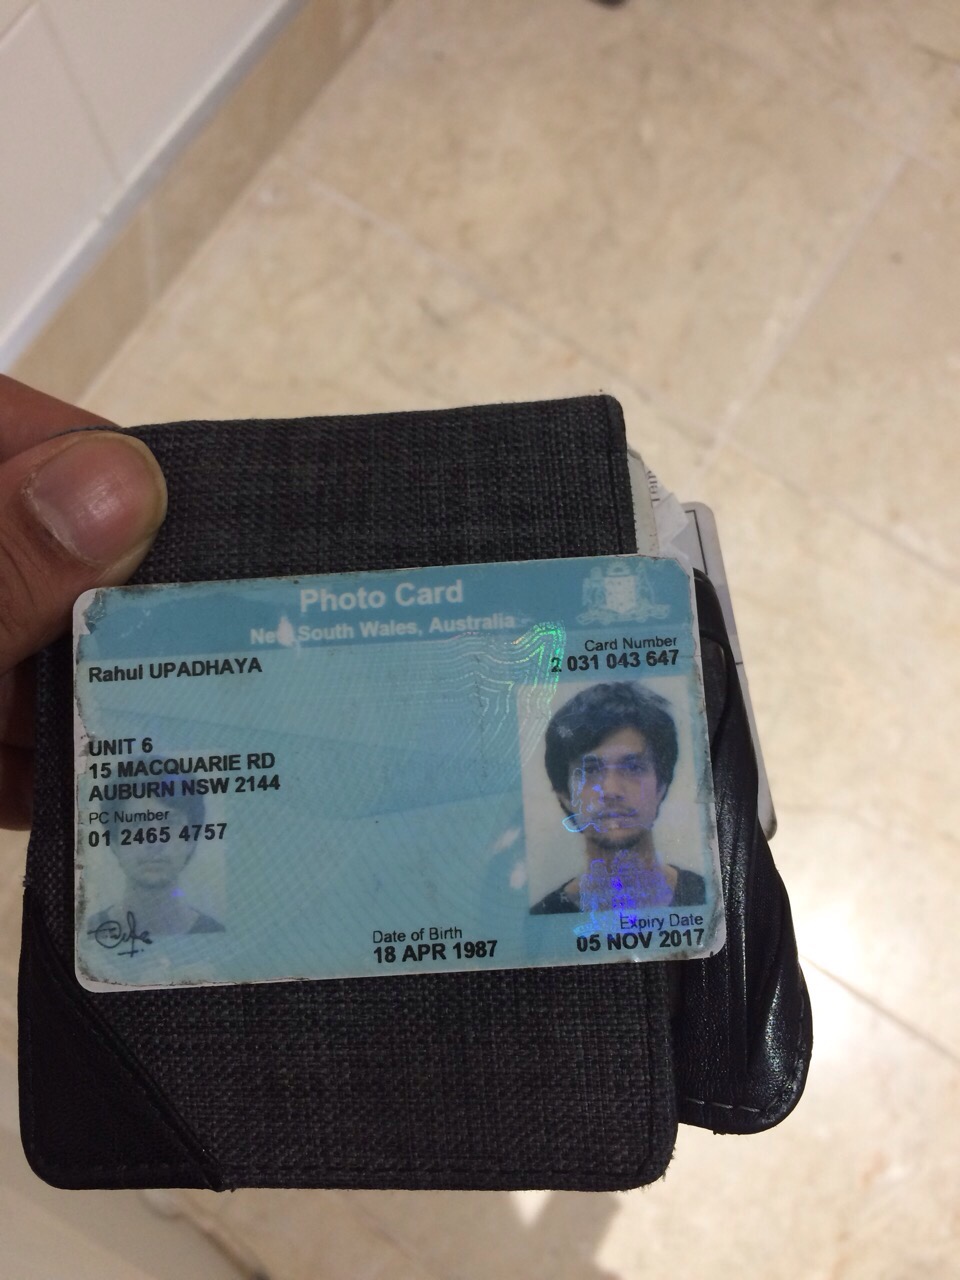 Photo Card
New South Wales, Australia
Card Number
2 031 043 647
Rahul UPADHAYA
UNIT 6
15 MACQUARIE RD
AUBURN NSW 2144
PC Number
01 2465 4757
Date of Birth
18 APR 1987
Expiry Date
05 NOV 2017